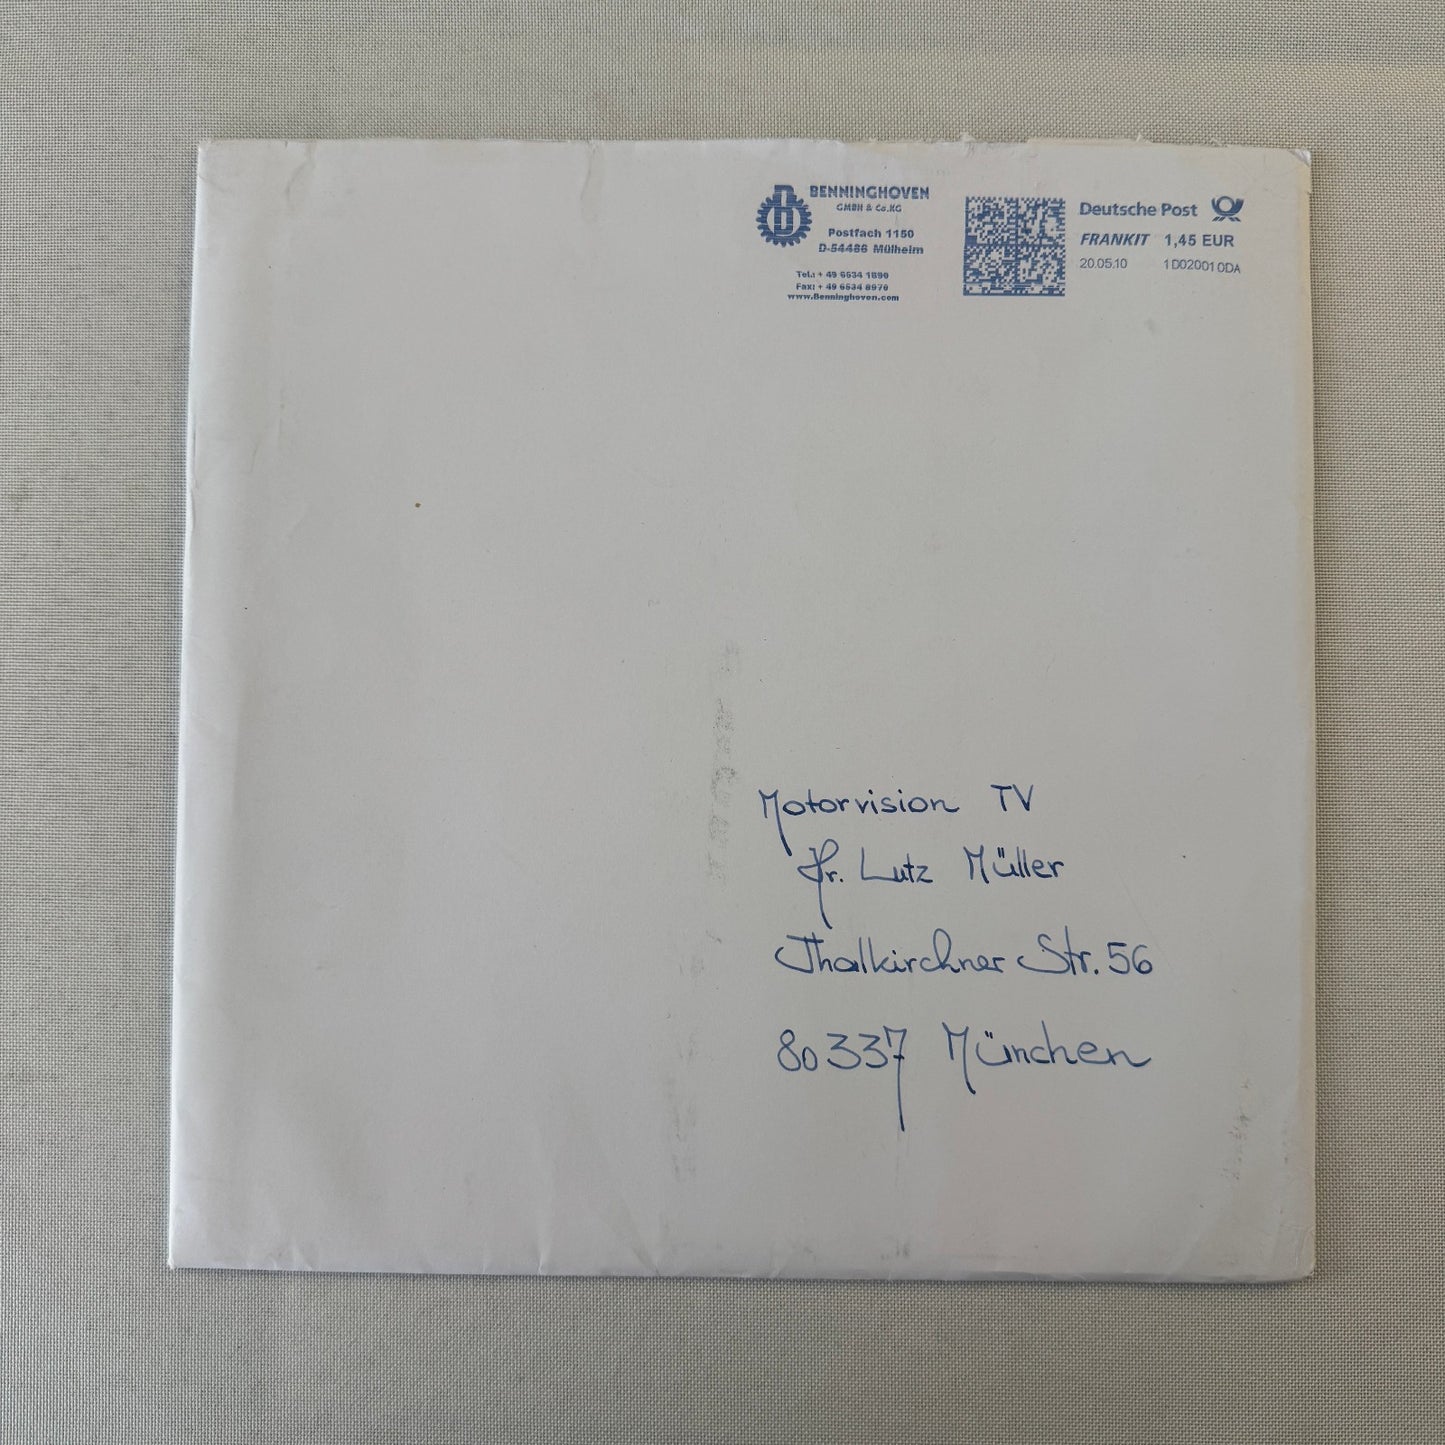 BENNINGHOVEN
GMBH & Co.KG
Postfach 1150
D-54486 Mülheim
Tel.: + 49 6534 1890
Fax: + 49 6534 8970
www.Benninghoven.com
Deutsche Post
FRANKIT 1,45 EUR
20.05.10 1D020010DA
Motorvision TV
Hr. Lutz Müller
Thalkirchner Str. 56
80337 München